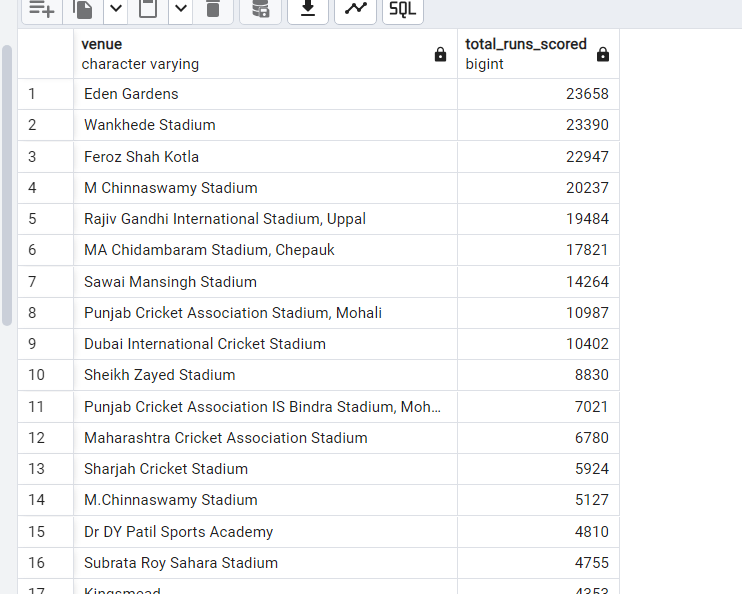 SQL
venue total_runs_scored
character varying bigint
1 Eden Gardens 23658
2 Wankhede Stadium 23390
3 Feroz Shah Kotla 22947
4 M Chinnaswamy Stadium 20237
5 Rajiv Gandhi International Stadium, Uppal 19484
6 MA Chidambaram Stadium, Chepauk 17821
7 Sawai Mansingh Stadium 14264
8 Punjab Cricket Association Stadium, Mohali 10987
9 Dubai International Cricket Stadium 10402
10 Sheikh Zayed Stadium 8830
11 Punjab Cricket Association IS Bindra Stadium, Moh... 7021
12 Maharashtra Cricket Association Stadium 6780
13 Sharjah Cricket Stadium 5924
14 M.Chinnaswamy Stadium 5127
15 Dr DY Patil Sports Academy 4810
16 Subrata Roy Sahara Stadium 4755
17 Kingsmead 4353